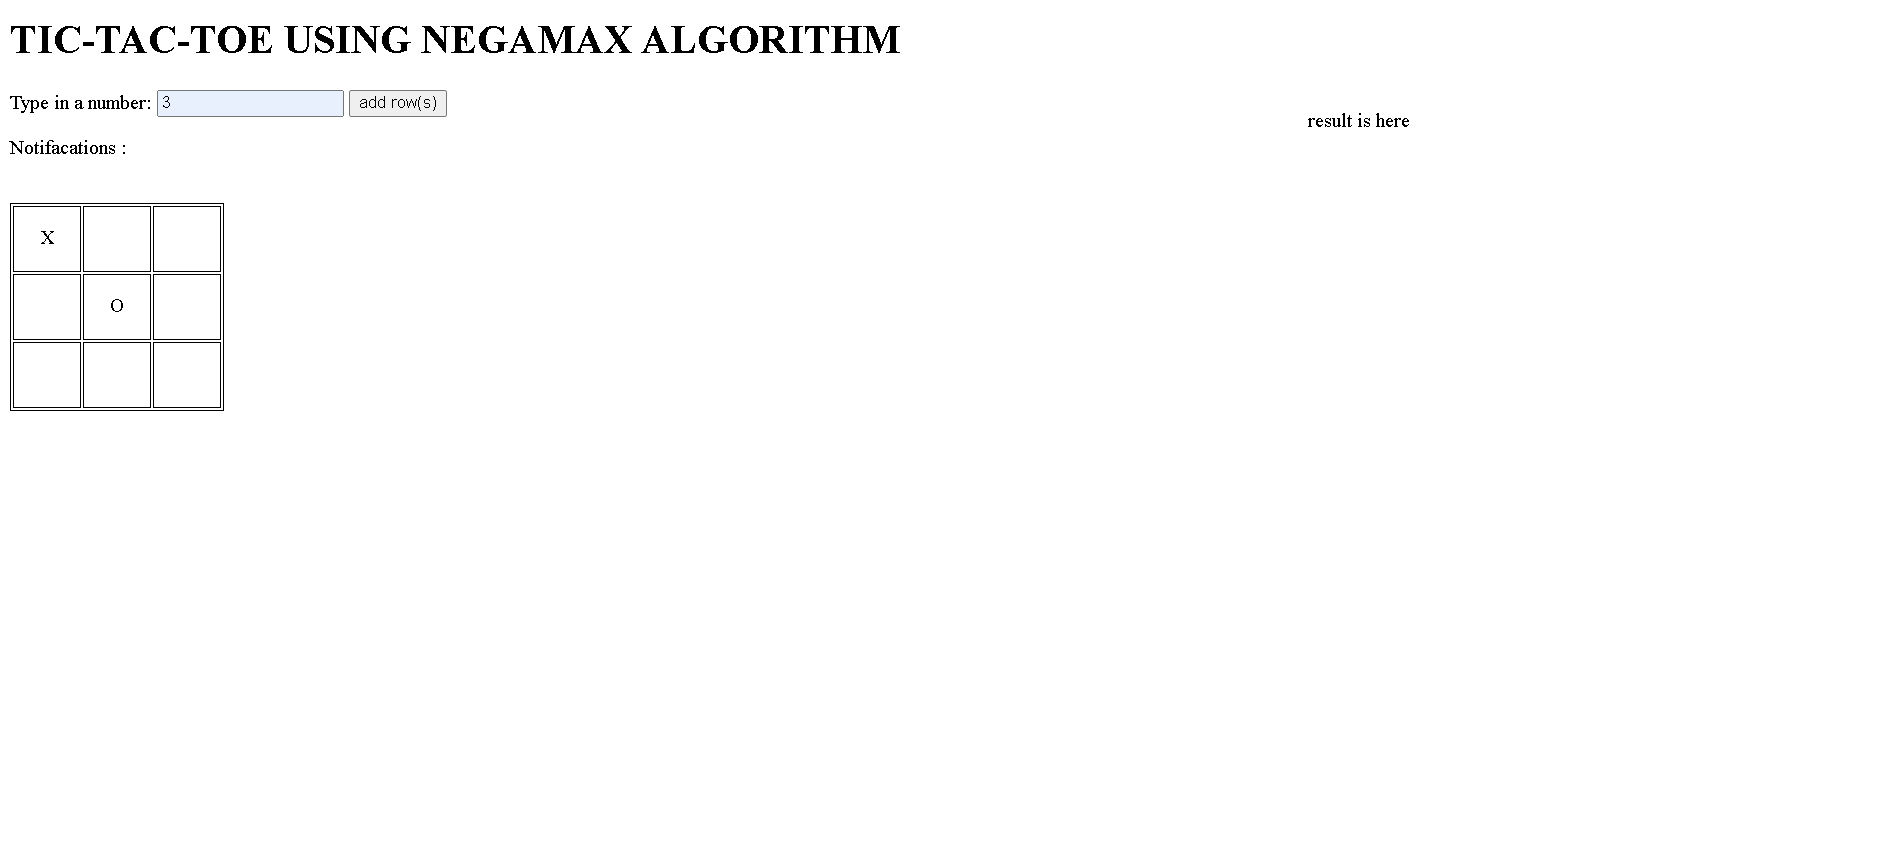 TIC-TAC-TOE USING NEGAMAX ALGORITHM
Type in a number: 3 add row(s)
result is here
Notifacations :
X
O